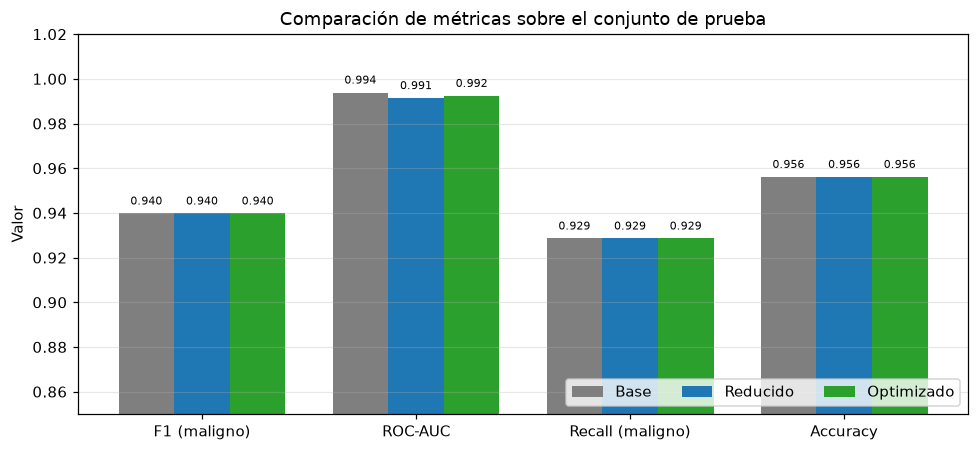 Comparación de métricas sobre el conjunto de prueba
Valor
1.02
1.00
0.98
0.96
0.94
0.92
0.90
0.88
0.86
0.940 0.940 0.940
0.994 0.991 0.992
0.929 0.929 0.929
0.956 0.956 0.956
Base Reducido Optimizado
F1 (maligno) ROC-AUC Recall (maligno) Accuracy